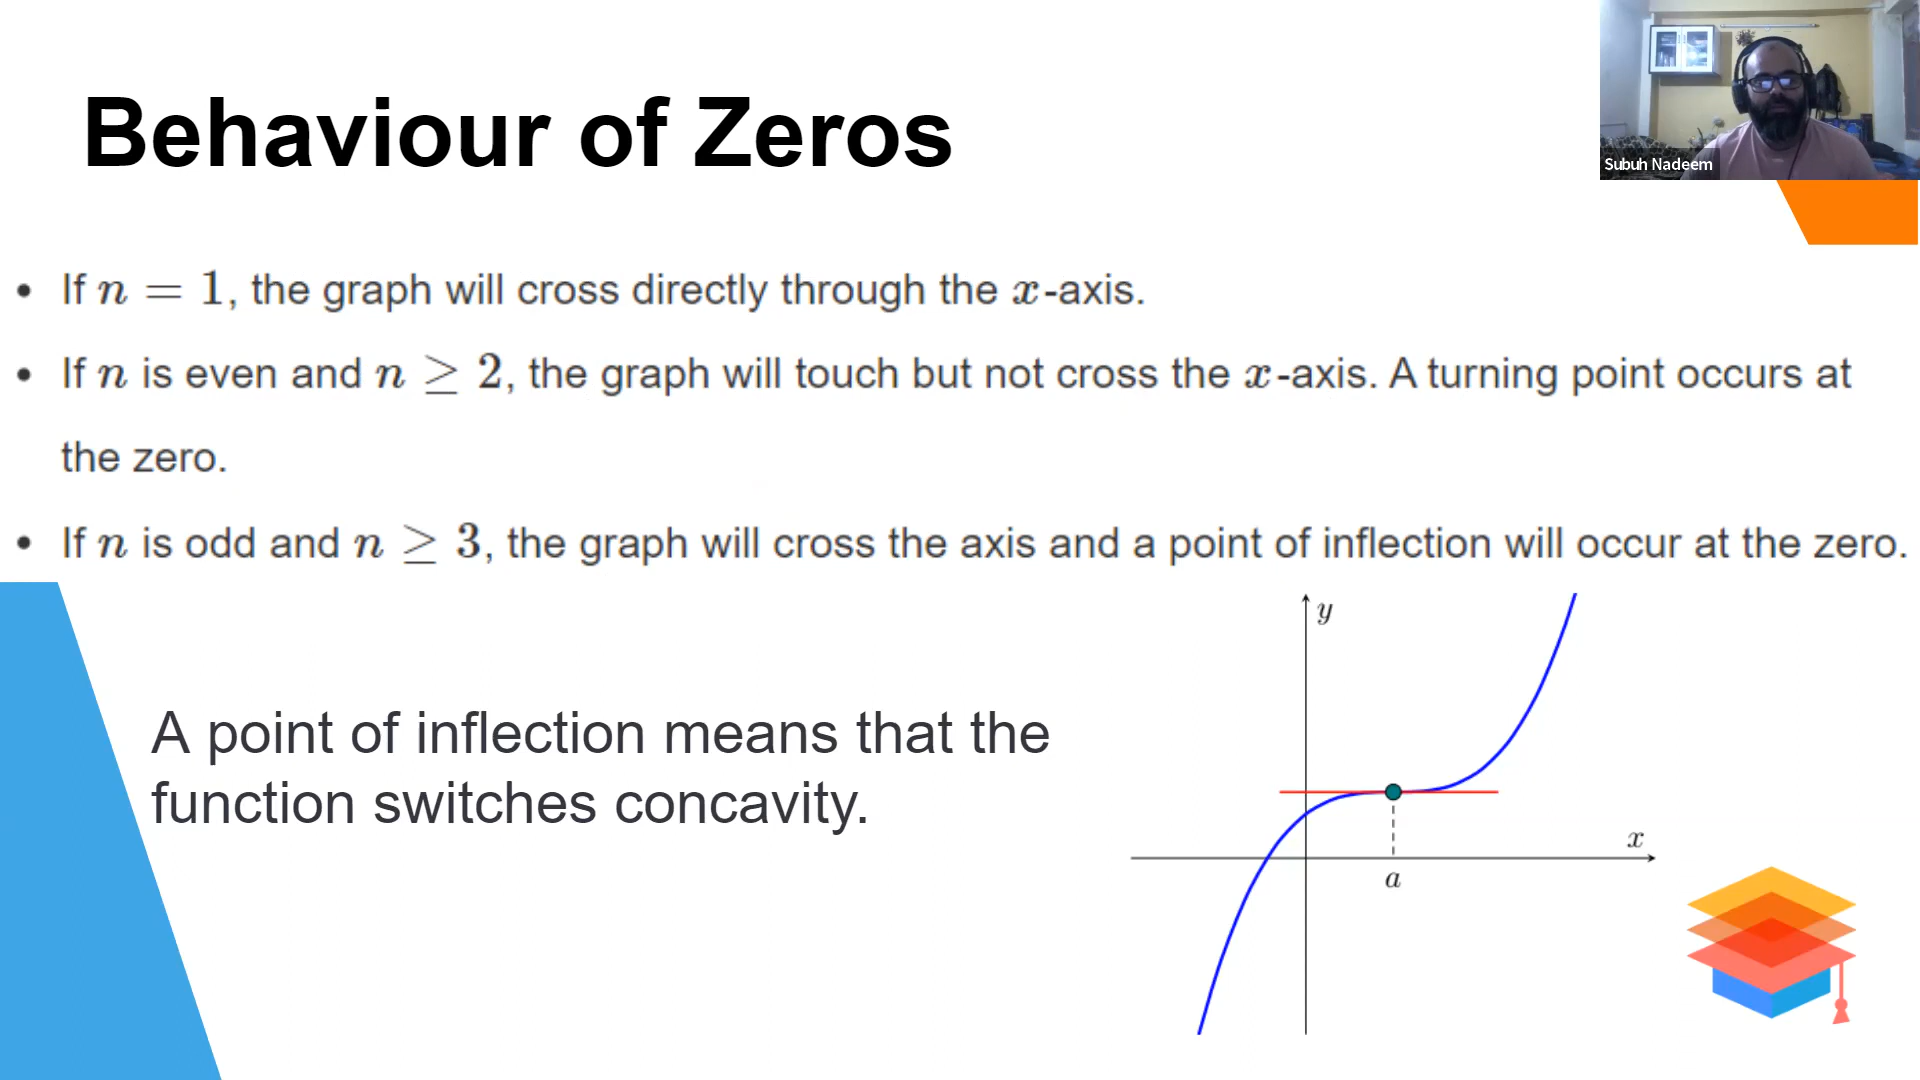 Behaviour of Zeros
Subuh Nadeem
• If n = 1, the graph will cross directly through the x-axis.
• If n is even and n ≥ 2, the graph will touch but not cross the x-axis. A turning point occurs at
the zero.
• If n is odd and n ≥ 3, the graph will cross the axis and a point of inflection will occur at the zero.
A point of inflection means that the
function switches concavity.
y
x
a